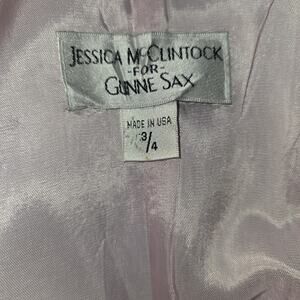 JESSICA McCLINTOCK
-FOR-
GUNNE SAX
MADE IN USA
3/4